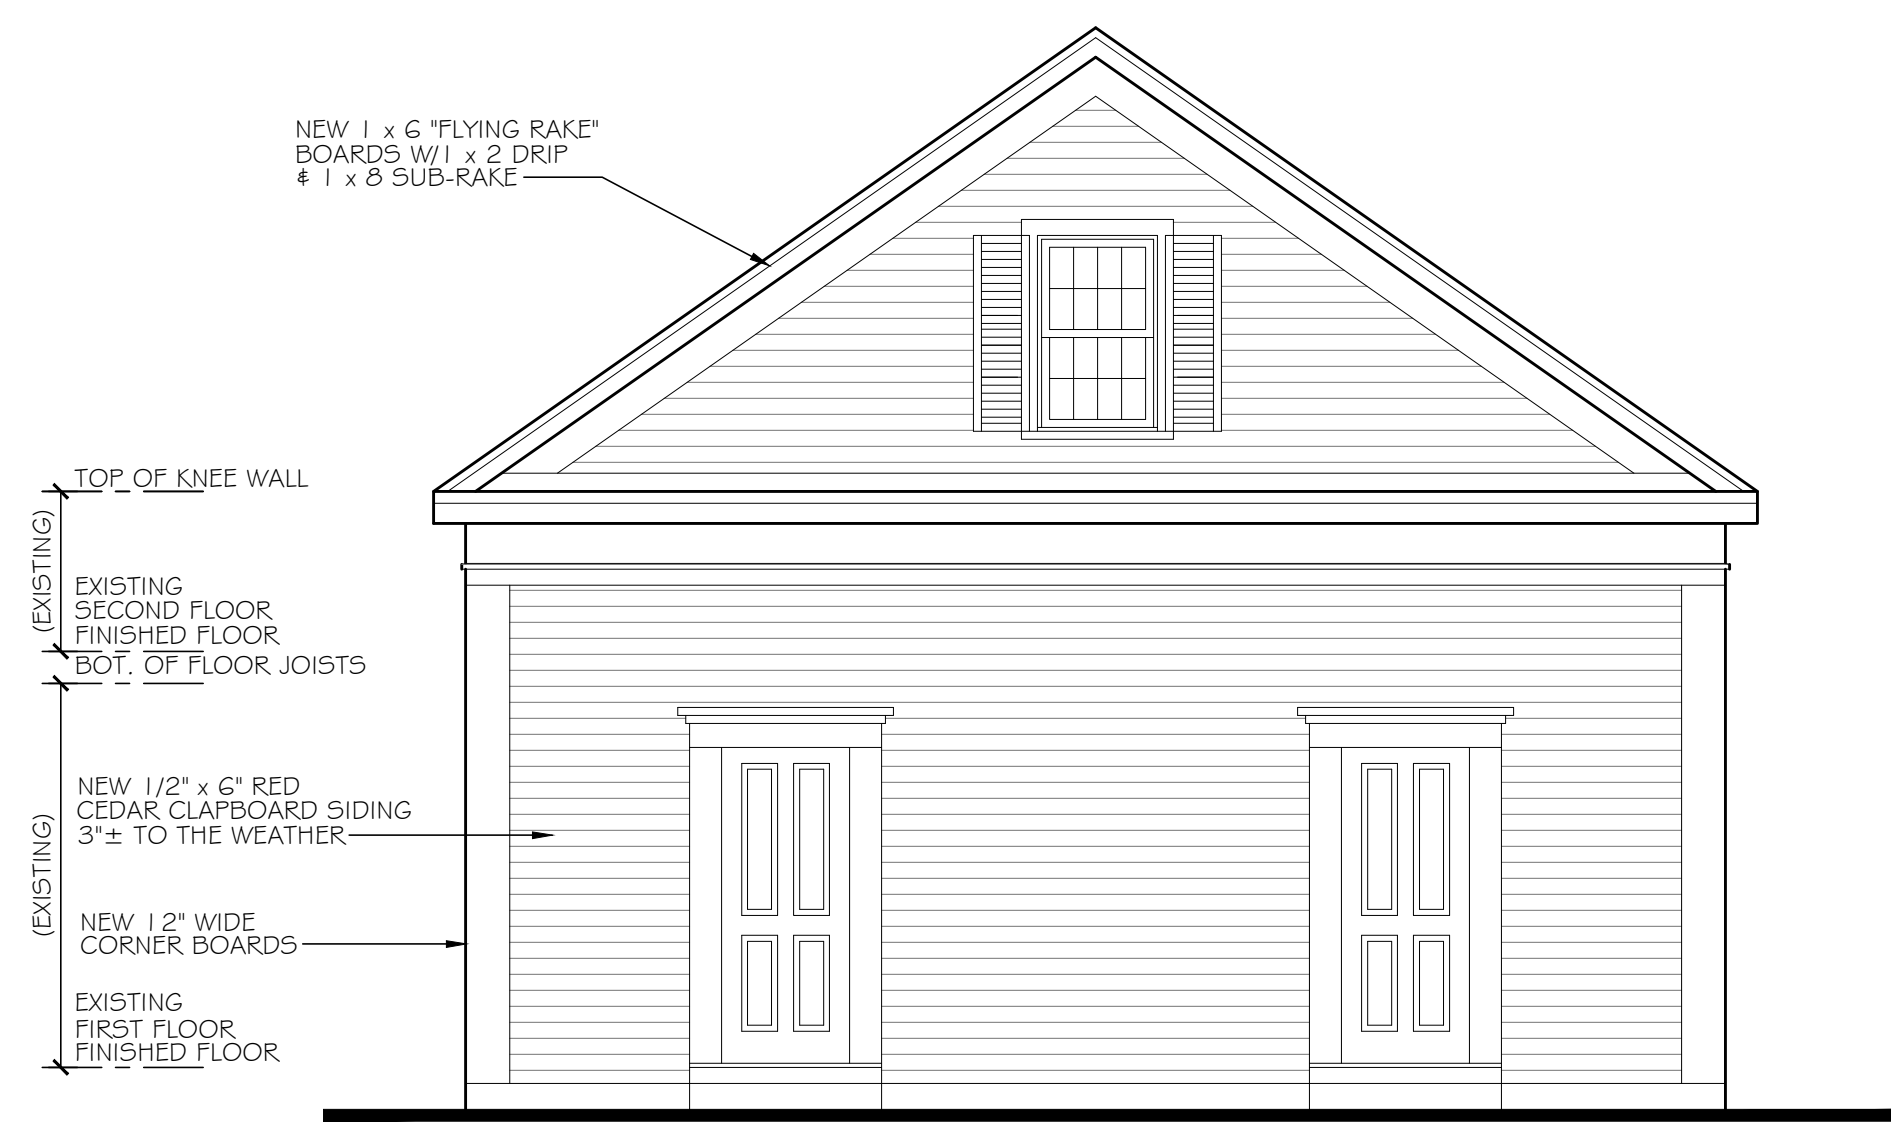 NEW 1 x 6 "FLYING RAKE"
BOARDS W/1 x 2 DRIP
& 1 x 8 SUB-RAKE
TOP OF KNEE WALL
(EXISTING)
EXISTING
SECOND FLOOR
FINISHED FLOOR
BOT. OF FLOOR JOISTS
NEW 1/2" x 6" RED
CEDAR CLAPBOARD SIDING
3"± TO THE WEATHER
(EXISTING)
NEW 12" WIDE
CORNER BOARDS
EXISTING
FIRST FLOOR
FINISHED FLOOR